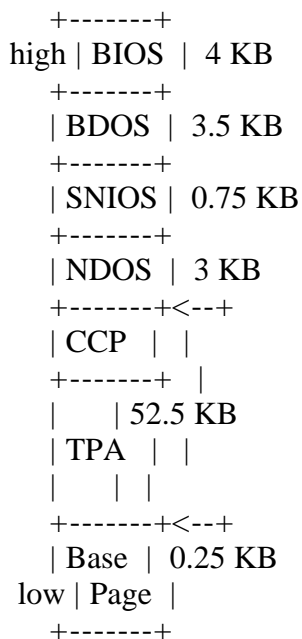 +-------+
high | BIOS | 4 KB
+-------+
| BDOS | 3.5 KB
+-------+
| SNIOS | 0.75 KB
+-------+
| NDOS | 3 KB
+-------+<--+
| CCP | |
+-------+ |
| | 52.5 KB
| TPA | |
| | |
+-------+<--+
| Base | 0.25 KB
low | Page |
+-------+